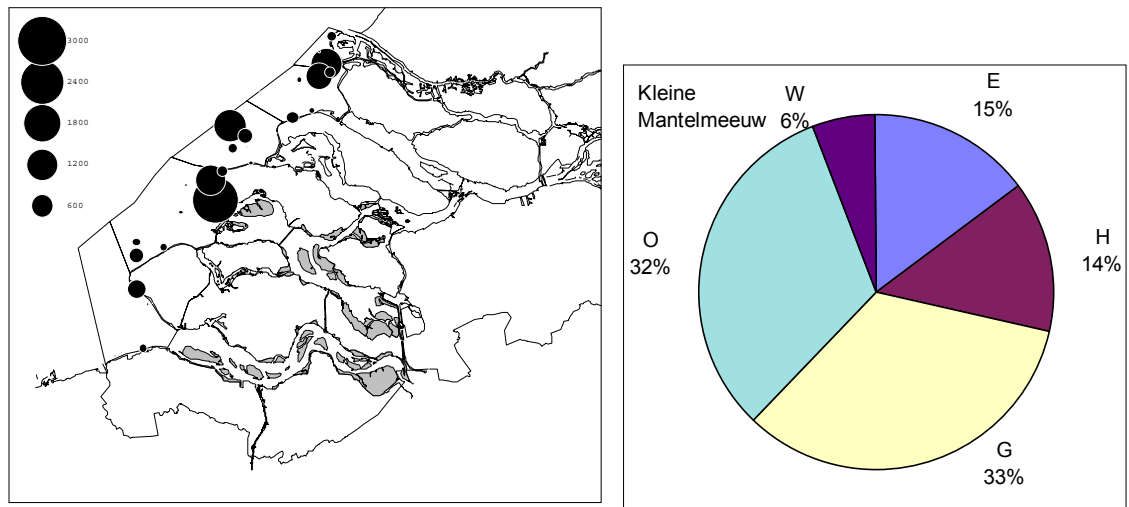 3000
2400
1800
1200
600
Kleine
Mantelmeeuw
W
6%
E
15%
H
14%
G
33%
O
32%